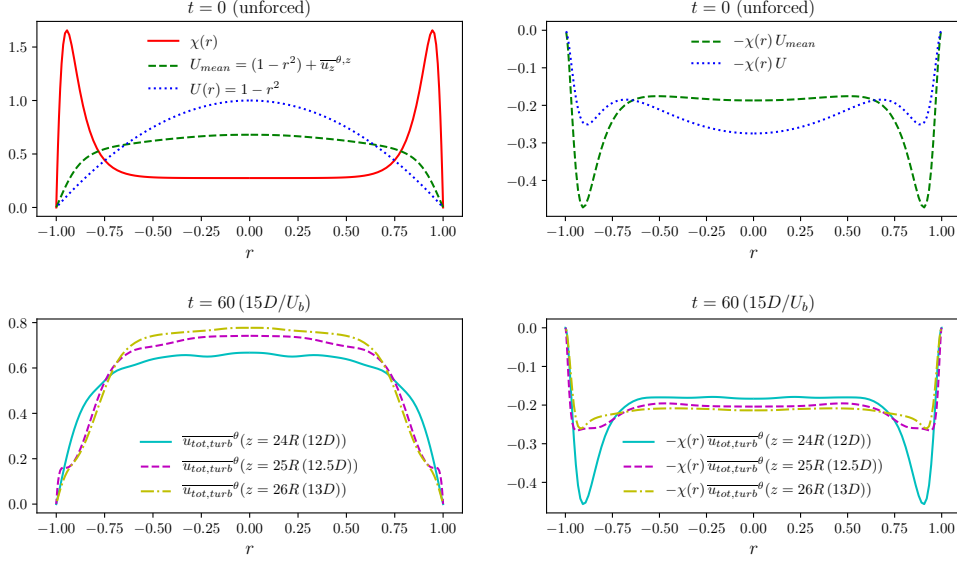 t = 0 (unforced)
χ(r)
U_mean = (1 − r²) + \overline{u_z}^{θ,z}
U(r) = 1 − r²
1.5
1.0
0.5
0.0
−1.00 −0.75 −0.50 −0.25 0.00 0.25 0.50 0.75 1.00
r
t = 0 (unforced)
−χ(r) U_mean
−χ(r) U
0.0
−0.1
−0.2
−0.3
−0.4
−1.00 −0.75 −0.50 −0.25 0.00 0.25 0.50 0.75 1.00
r
t = 60 (15D/U_b)
0.8
0.6
0.4
0.2
0.0
\overline{u_{tot,turb}}^θ(z = 24R (12D))
\overline{u_{tot,turb}}^θ(z = 25R (12.5D))
\overline{u_{tot,turb}}^θ(z = 26R (13D))
−1.00 −0.75 −0.50 −0.25 0.00 0.25 0.50 0.75 1.00
r
t = 60 (15D/U_b)
0.0
−0.1
−0.2
−0.3
−0.4
−χ(r) \overline{u_{tot,turb}}^θ(z = 24R (12D))
−χ(r) \overline{u_{tot,turb}}^θ(z = 25R (12.5D))
−χ(r) \overline{u_{tot,turb}}^θ(z = 26R (13D))
−1.00 −0.75 −0.50 −0.25 0.00 0.25 0.50 0.75 1.00
r